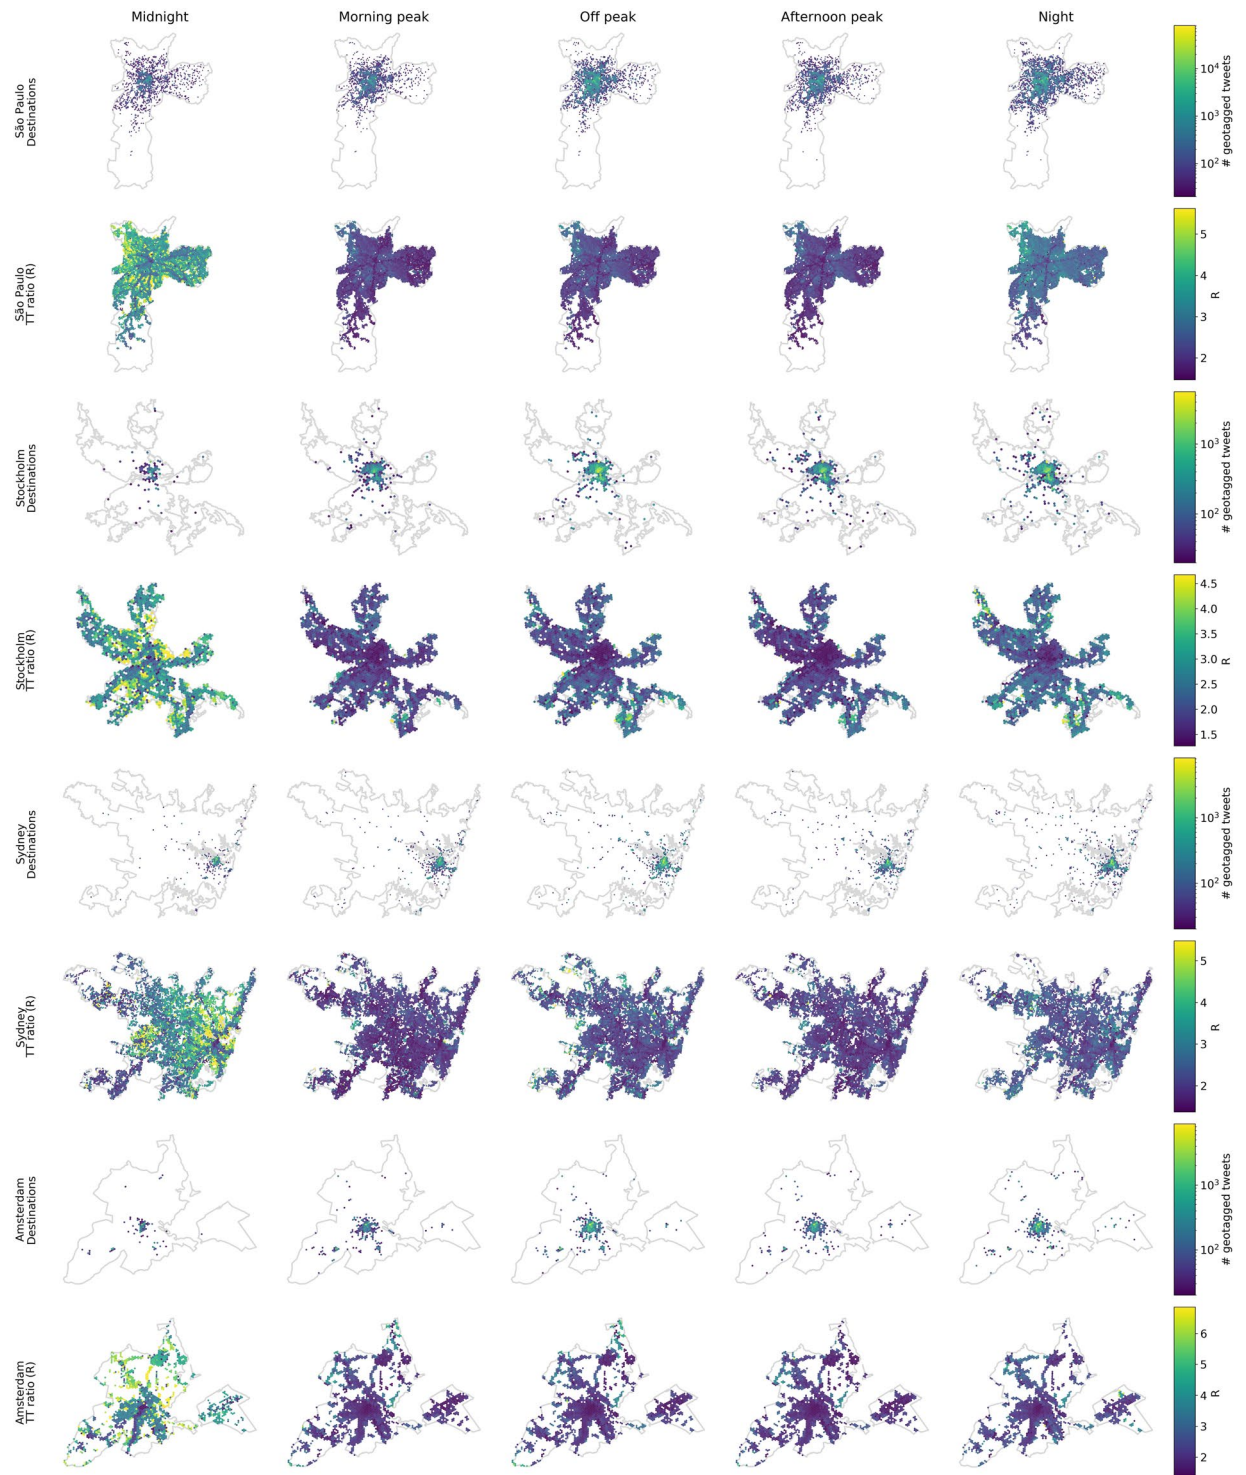 Midnight
Morning peak
Off peak
Afternoon peak
Night
São Paulo
Destinations
10⁴
10³
10²
# geotagged tweets
São Paulo
TT ratio (R)
5
4
3
2
R
Stockholm
Destinations
10³
10²
# geotagged tweets
Stockholm
TT ratio (R)
4.5
4.0
3.5
3.0
2.5
2.0
1.5
R
Sydney
Destinations
10³
10²
# geotagged tweets
Sydney
TT ratio (R)
5
4
3
2
R
Amsterdam
Destinations
10³
10²
# geotagged tweets
Amsterdam
TT ratio (R)
6
5
4
3
2
R